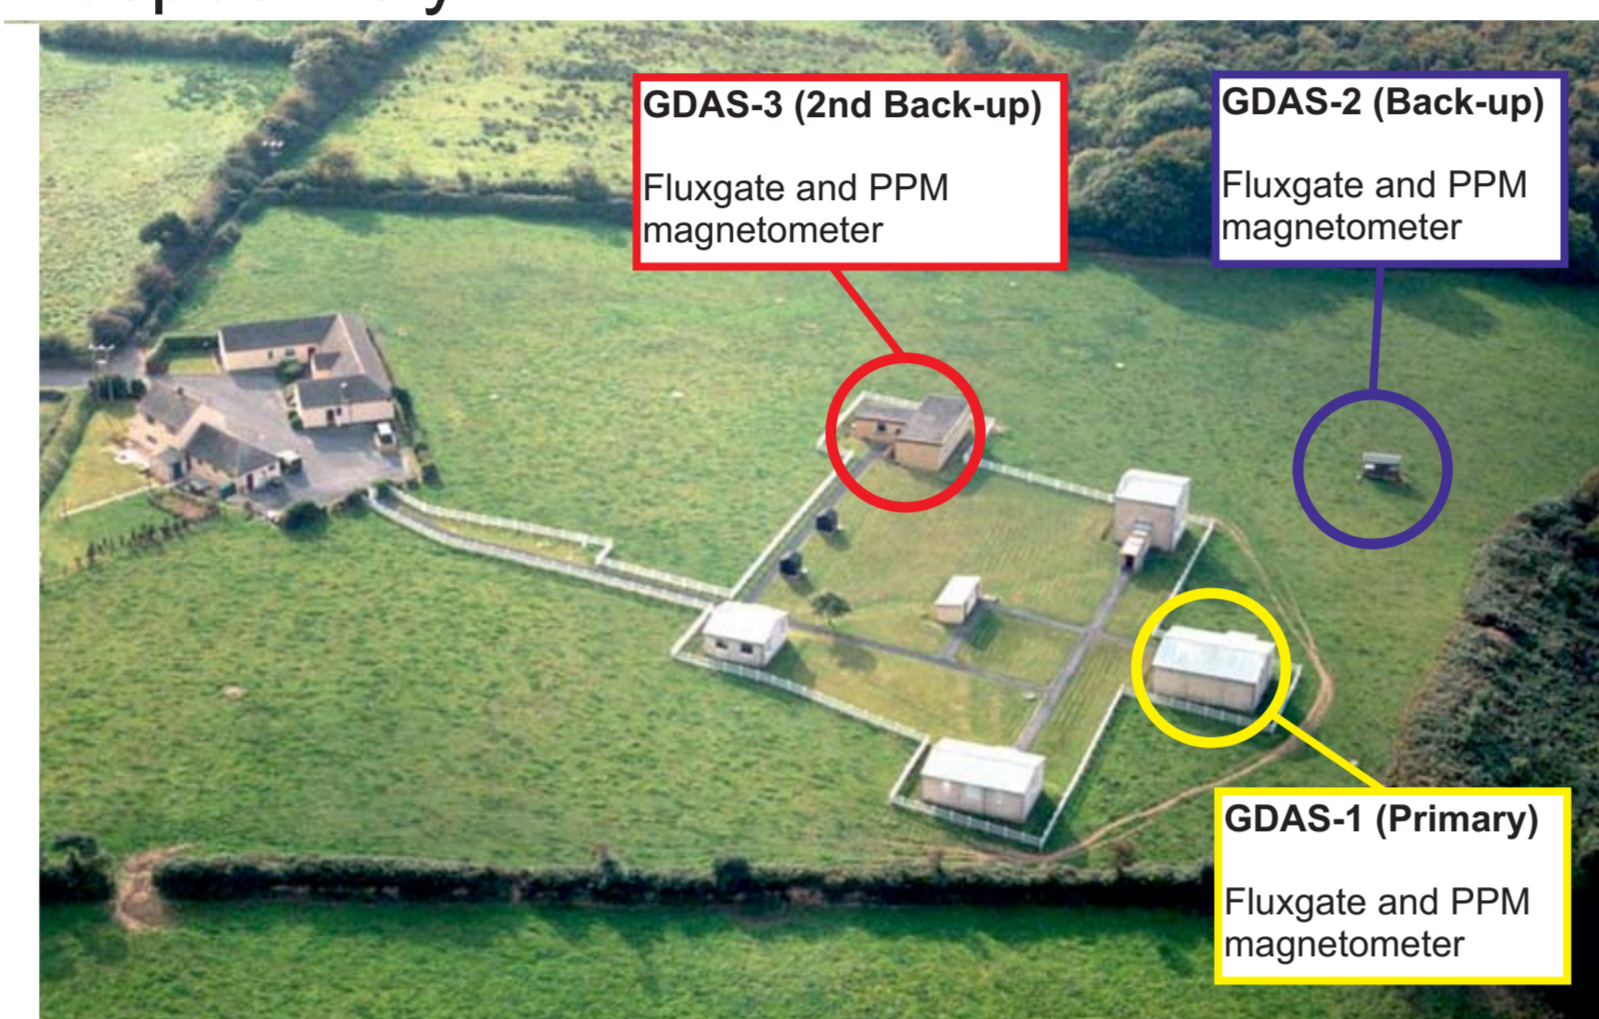 GDAS-3 (2nd Back-up)
Fluxgate and PPM
magnetometer
GDAS-2 (Back-up)
Fluxgate and PPM
magnetometer
GDAS-1 (Primary)
Fluxgate and PPM
magnetometer